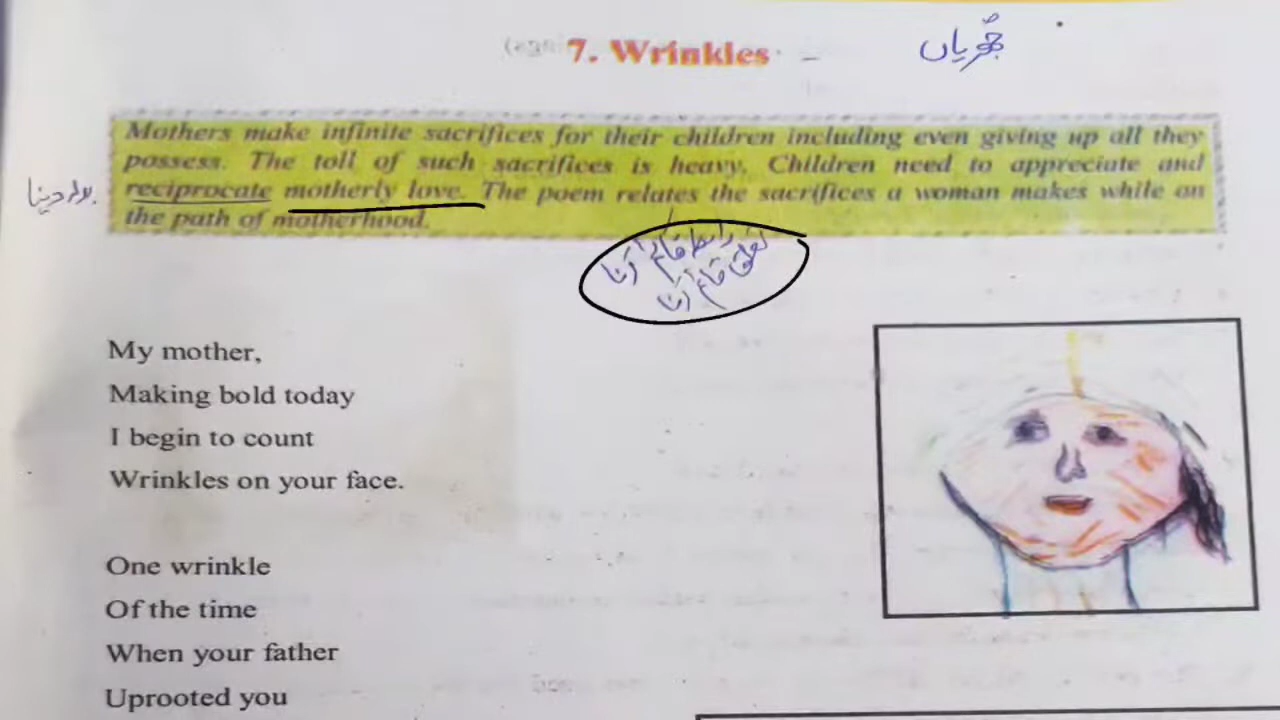 7. Wrinkles
جھریاں
Mothers make infinite sacrifices for their children including even giving up all they
possess. The toll of such sacrifices is heavy. Children need to appreciate and
reciprocate motherly love. The poem relates the sacrifices a woman makes while on
the path of motherhood.
بدلہ دینا
رابطہ قائم کرنا
تعلق قائم کرنا
My mother,
Making bold today
I begin to count
Wrinkles on your face.
One wrinkle
Of the time
When your father
Uprooted you